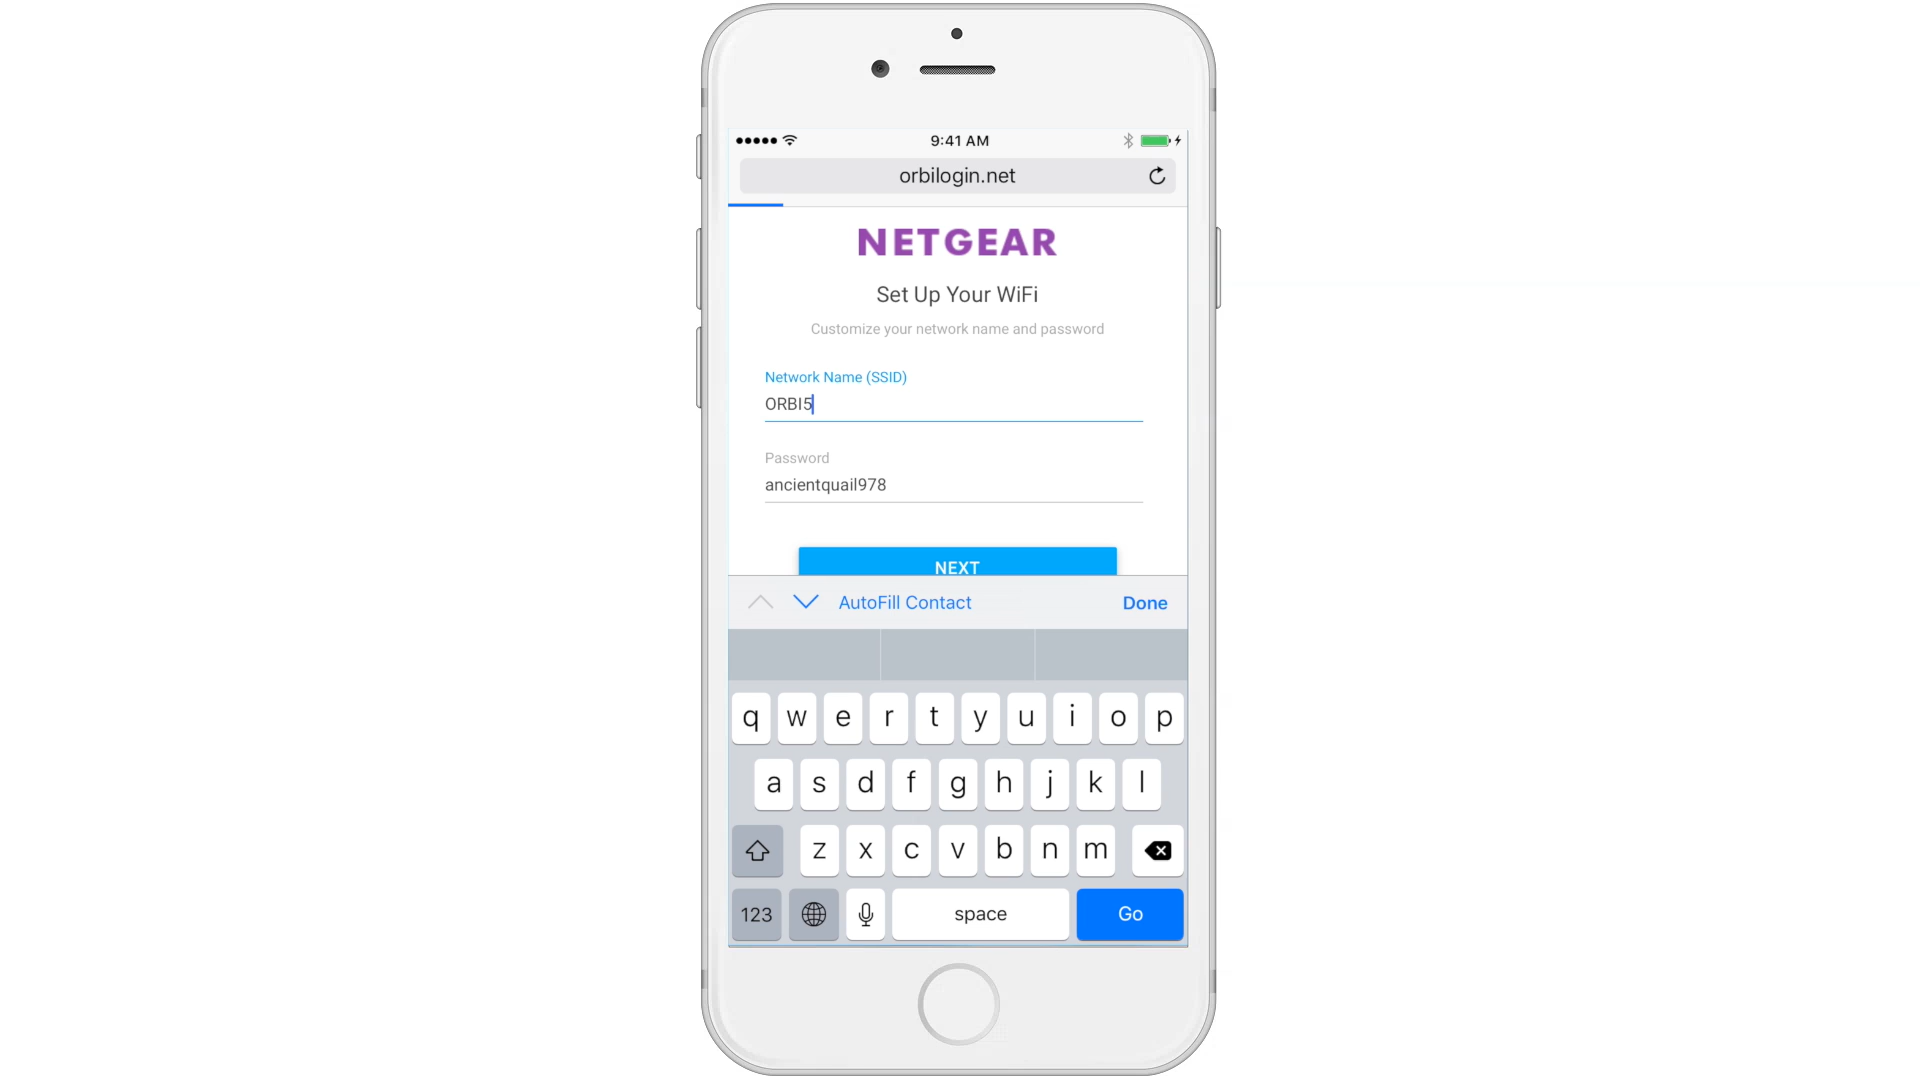 9:41 AM
orbilogin.net
NETGEAR
Set Up Your WiFi
Customize your network name and password
Network Name (SSID)
ORBI5
Password
ancientquail978
NEXT
AutoFill Contact Done
q w e r t y u i o p
a s d f g h j k l
z x c v b n m
123 space Go